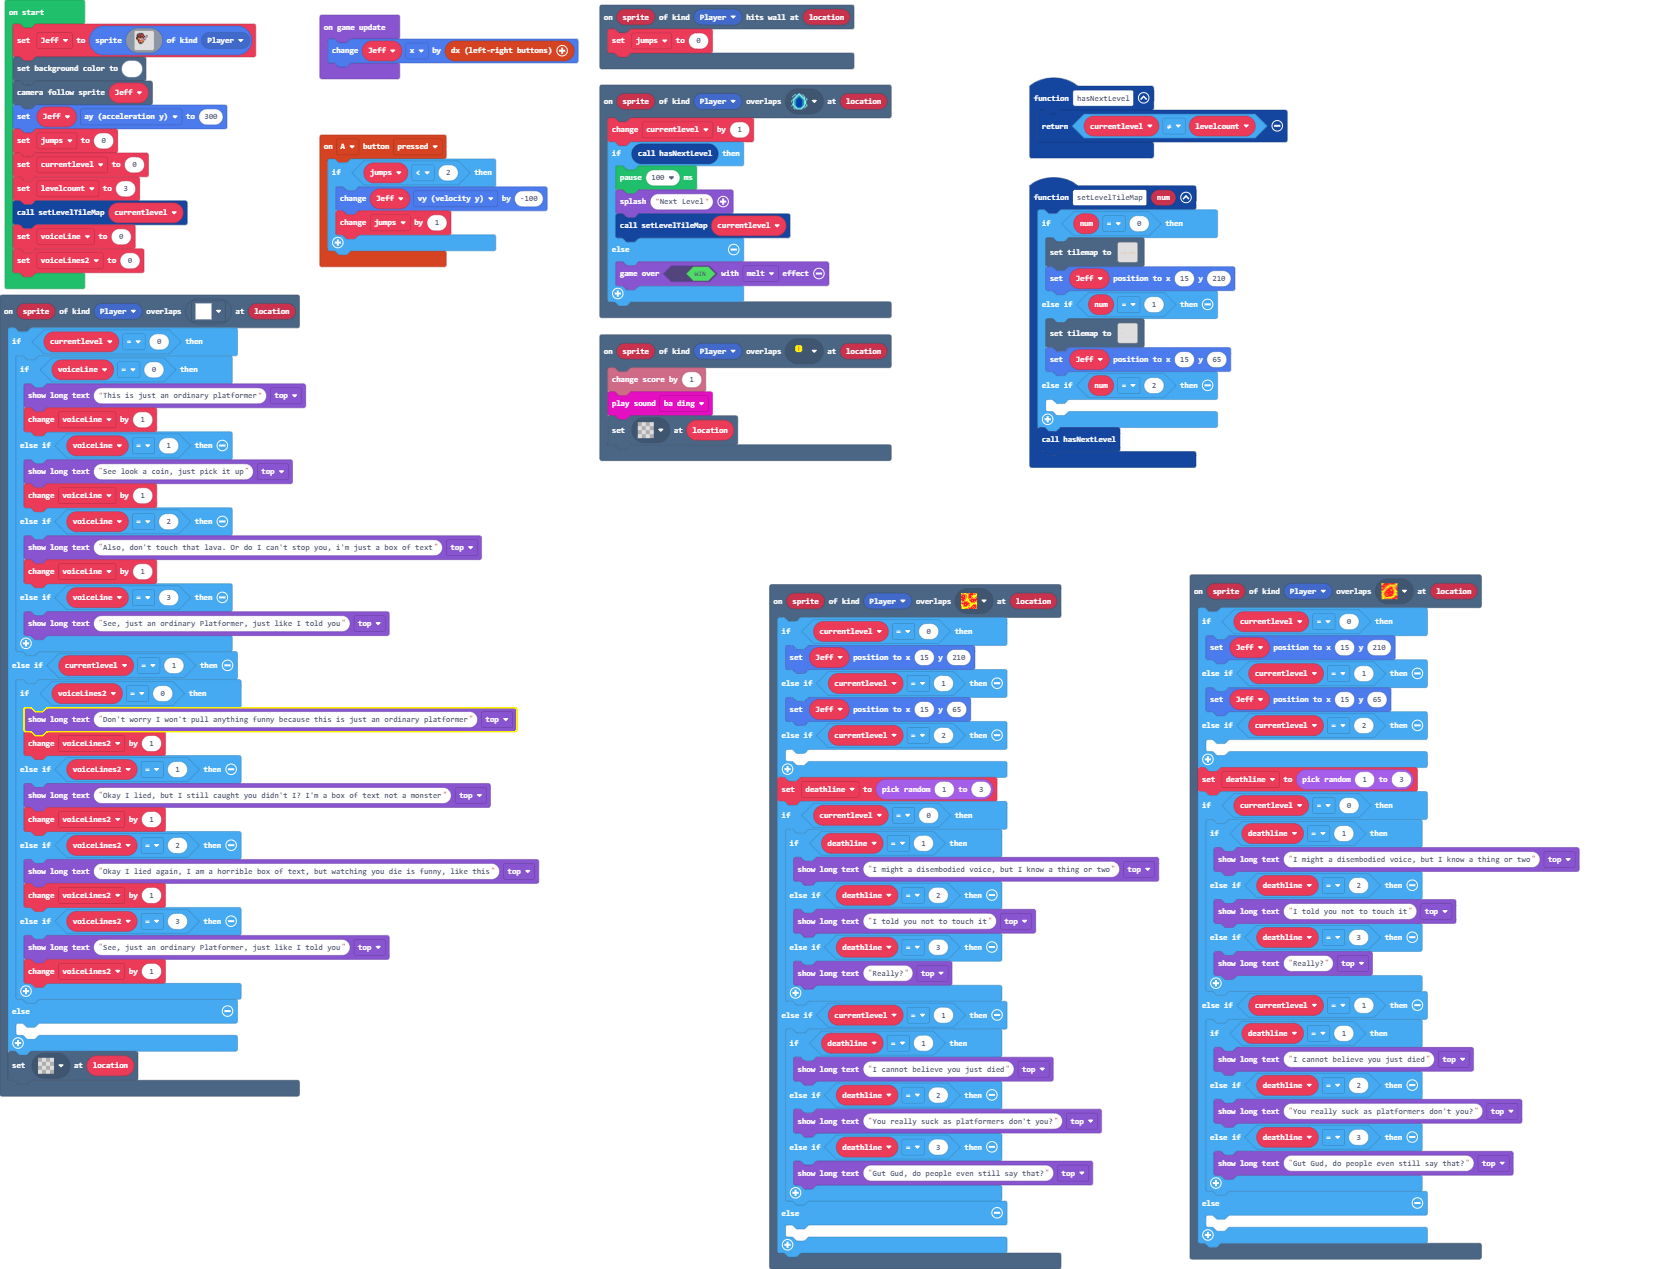 on start
set Jeff to sprite of kind Player
set background color to
camera follow sprite Jeff
set Jeff ay (acceleration y) to 300
set jumps to 0
set currentlevel to 0
set levelcount to 3
call setLevelTileMap currentlevel
set voiceLine to 0
set voiceLines2 to 0
on game update
change Jeff x by dx (left-right buttons)
on A button pressed
if jumps < 2 then
change Jeff vy (velocity y) by -100
change jumps by 1
on sprite of kind Player hits wall at location
set jumps to 0
on sprite of kind Player overlaps at location
change currentlevel by 1
if call hasNextLevel then
pause 100 ms
splash "Next Level"
call setLevelTileMap currentlevel
else
game over WIN with melt effect
on sprite of kind Player overlaps at location
change score by 1
play sound ba ding
set at location
function hasNextLevel
return currentlevel ≠ levelcount
function setLevelTileMap num
if num = 0 then
set tilemap to
set Jeff position to x 15 y 210
else if num = 1 then
set tilemap to
set Jeff position to x 15 y 65
else if num = 2 then
call hasNextLevel
on sprite of kind Player overlaps at location
if currentlevel = 0 then
if voiceLine = 0 then
show long text "This is just an ordinary platformer" top
change voiceLine by 1
else if voiceLine = 1 then
show long text "See look a coin, just pick it up" top
change voiceLine by 1
else if voiceLine = 2 then
show long text "Also, don't touch that lava. Or do I can't stop you, i'm just a box of text" top
change voiceLine by 1
else if voiceLine = 3 then
show long text "See, just an ordinary Platformer, just like I told you" top
else if currentlevel = 1 then
if voiceLines2 = 0 then
show long text "Don't worry I won't pull anything funny because this is just an ordinary platformer" top
change voiceLines2 by 1
else if voiceLines2 = 1 then
show long text "Okay I lied, but I still caught you didn't I? I'm a box of text not a monster" top
change voiceLines2 by 1
else if voiceLines2 = 2 then
show long text "Okay I lied again, I am a horrible box of text, but watching you die is funny, like this" top
change voiceLines2 by 1
else if voiceLines2 = 3 then
show long text "See, just an ordinary Platformer, just like I told you" top
change voiceLines2 by 1
else
set at location
on sprite of kind Player overlaps at location
if currentlevel = 0 then
set Jeff position to x 15 y 210
else if currentlevel = 1 then
set Jeff position to x 15 y 65
else if currentlevel = 2 then
set deathline to pick random 1 to 3
if currentlevel = 0 then
if deathline = 1 then
show long text "I might a disembodied voice, but I know a thing or two" top
else if deathline = 2 then
show long text "I told you not to touch it" top
else if deathline = 3 then
show long text "Really?" top
else if currentlevel = 1 then
if deathline = 1 then
show long text "I cannot believe you just died" top
else if deathline = 2 then
show long text "You really suck as platformers don't you?" top
else if deathline = 3 then
show long text "Gut Gud, do people even still say that?" top
else
on sprite of kind Player overlaps at location
if currentlevel = 0 then
set Jeff position to x 15 y 210
else if currentlevel = 1 then
set Jeff position to x 15 y 65
else if currentlevel = 2 then
set deathline to pick random 1 to 3
if currentlevel = 0 then
if deathline = 1 then
show long text "I might a disembodied voice, but I know a thing or two" top
else if deathline = 2 then
show long text "I told you not to touch it" top
else if deathline = 3 then
show long text "Really?" top
else if currentlevel = 1 then
if deathline = 1 then
show long text "I cannot believe you just died" top
else if deathline = 2 then
show long text "You really suck as platformers don't you?" top
else if deathline = 3 then
show long text "Gut Gud, do people even still say that?" top
else